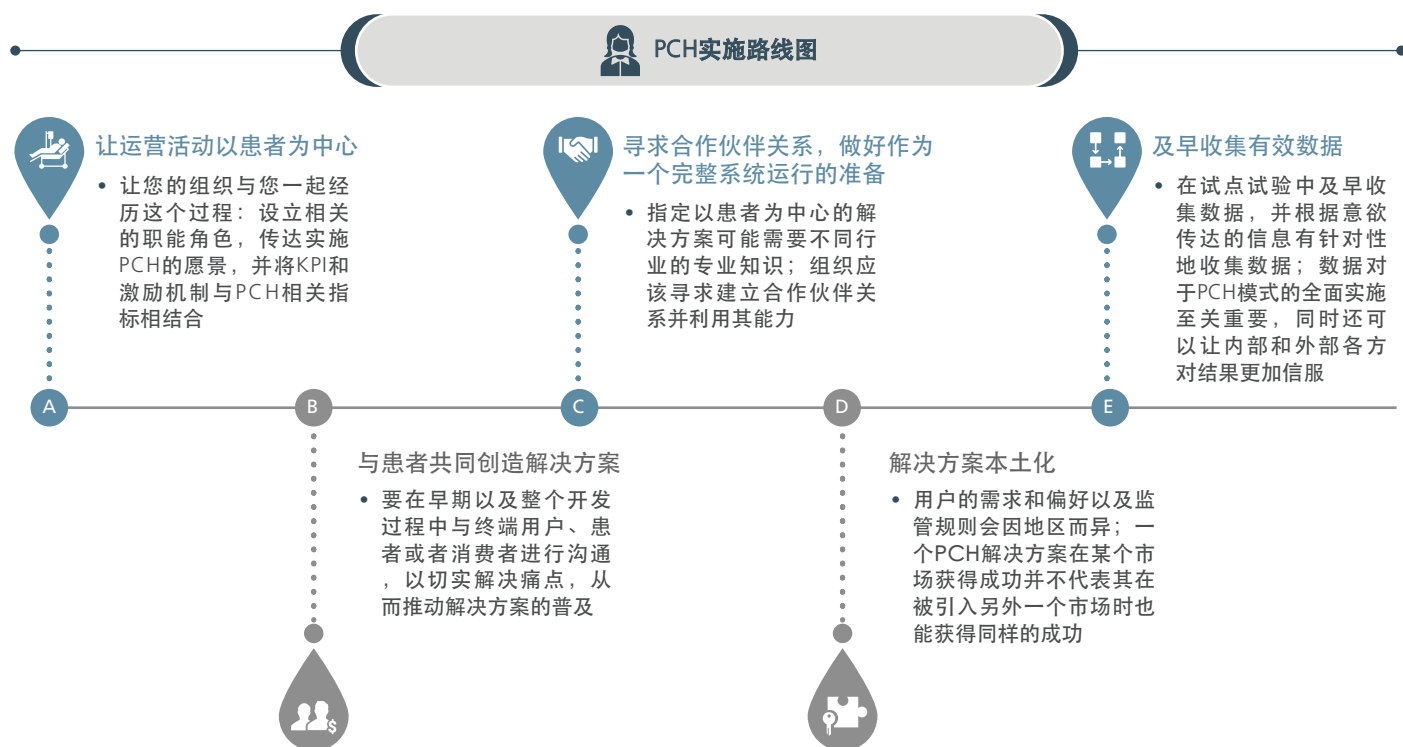 PCH实施路线图
让运营活动以患者为中心
• 让您的组织与您一起经
历这个过程：设立相关
的职能角色，传达实施
PCH的愿景，并将KPI和
激励机制与PCH相关指
标相结合
寻求合作伙伴关系，做好作为
一个完整系统运行的准备
• 指定以患者为中心的解
决方案可能需要不同行
业的专业知识；组织应
该寻求建立合作伙伴关
系并利用其能力
及早收集有效数据
• 在试点试验中及早收
集数据，并根据意欲
传达的信息有针对性
地收集数据；数据对
于PCH模式的全面实施
至关重要，同时还可
以让内部和外部各方
对结果更加信服
A
B
C
D
E
与患者共同创造解决方案
• 要在早期以及整个开发
过程中与终端用户、患
者或者消费者进行沟通
，以切实解决痛点，从
而推动解决方案的普及
解决方案本土化
• 用户的需求和偏好以及监
管规则会因地区而异；一
个PCH解决方案在某个市
场获得成功并不代表其在
被引入另外一个市场时也
能获得同样的成功
$